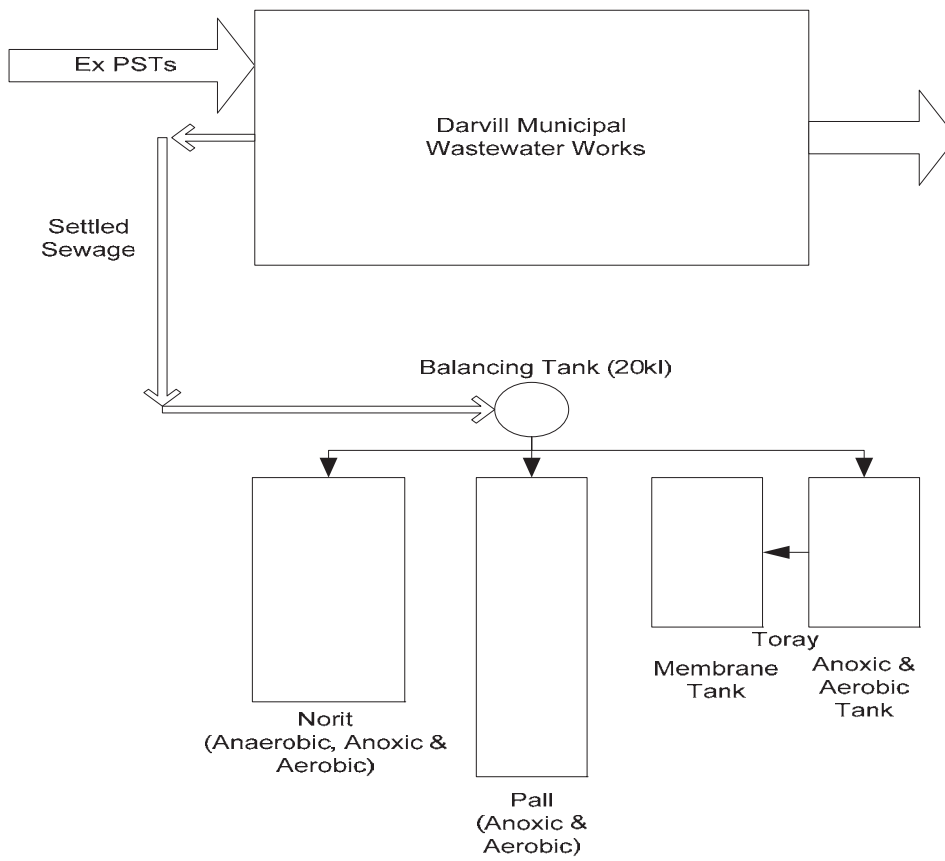 Ex PSTs
Darvill Municipal
Wastewater Works
Settled
Sewage
Balancing Tank (20kl)
Norit
(Anaerobic, Anoxic &
Aerobic)
Pall
(Anoxic &
Aerobic)
Toray
Membrane
Tank
Anoxic &
Aerobic
Tank